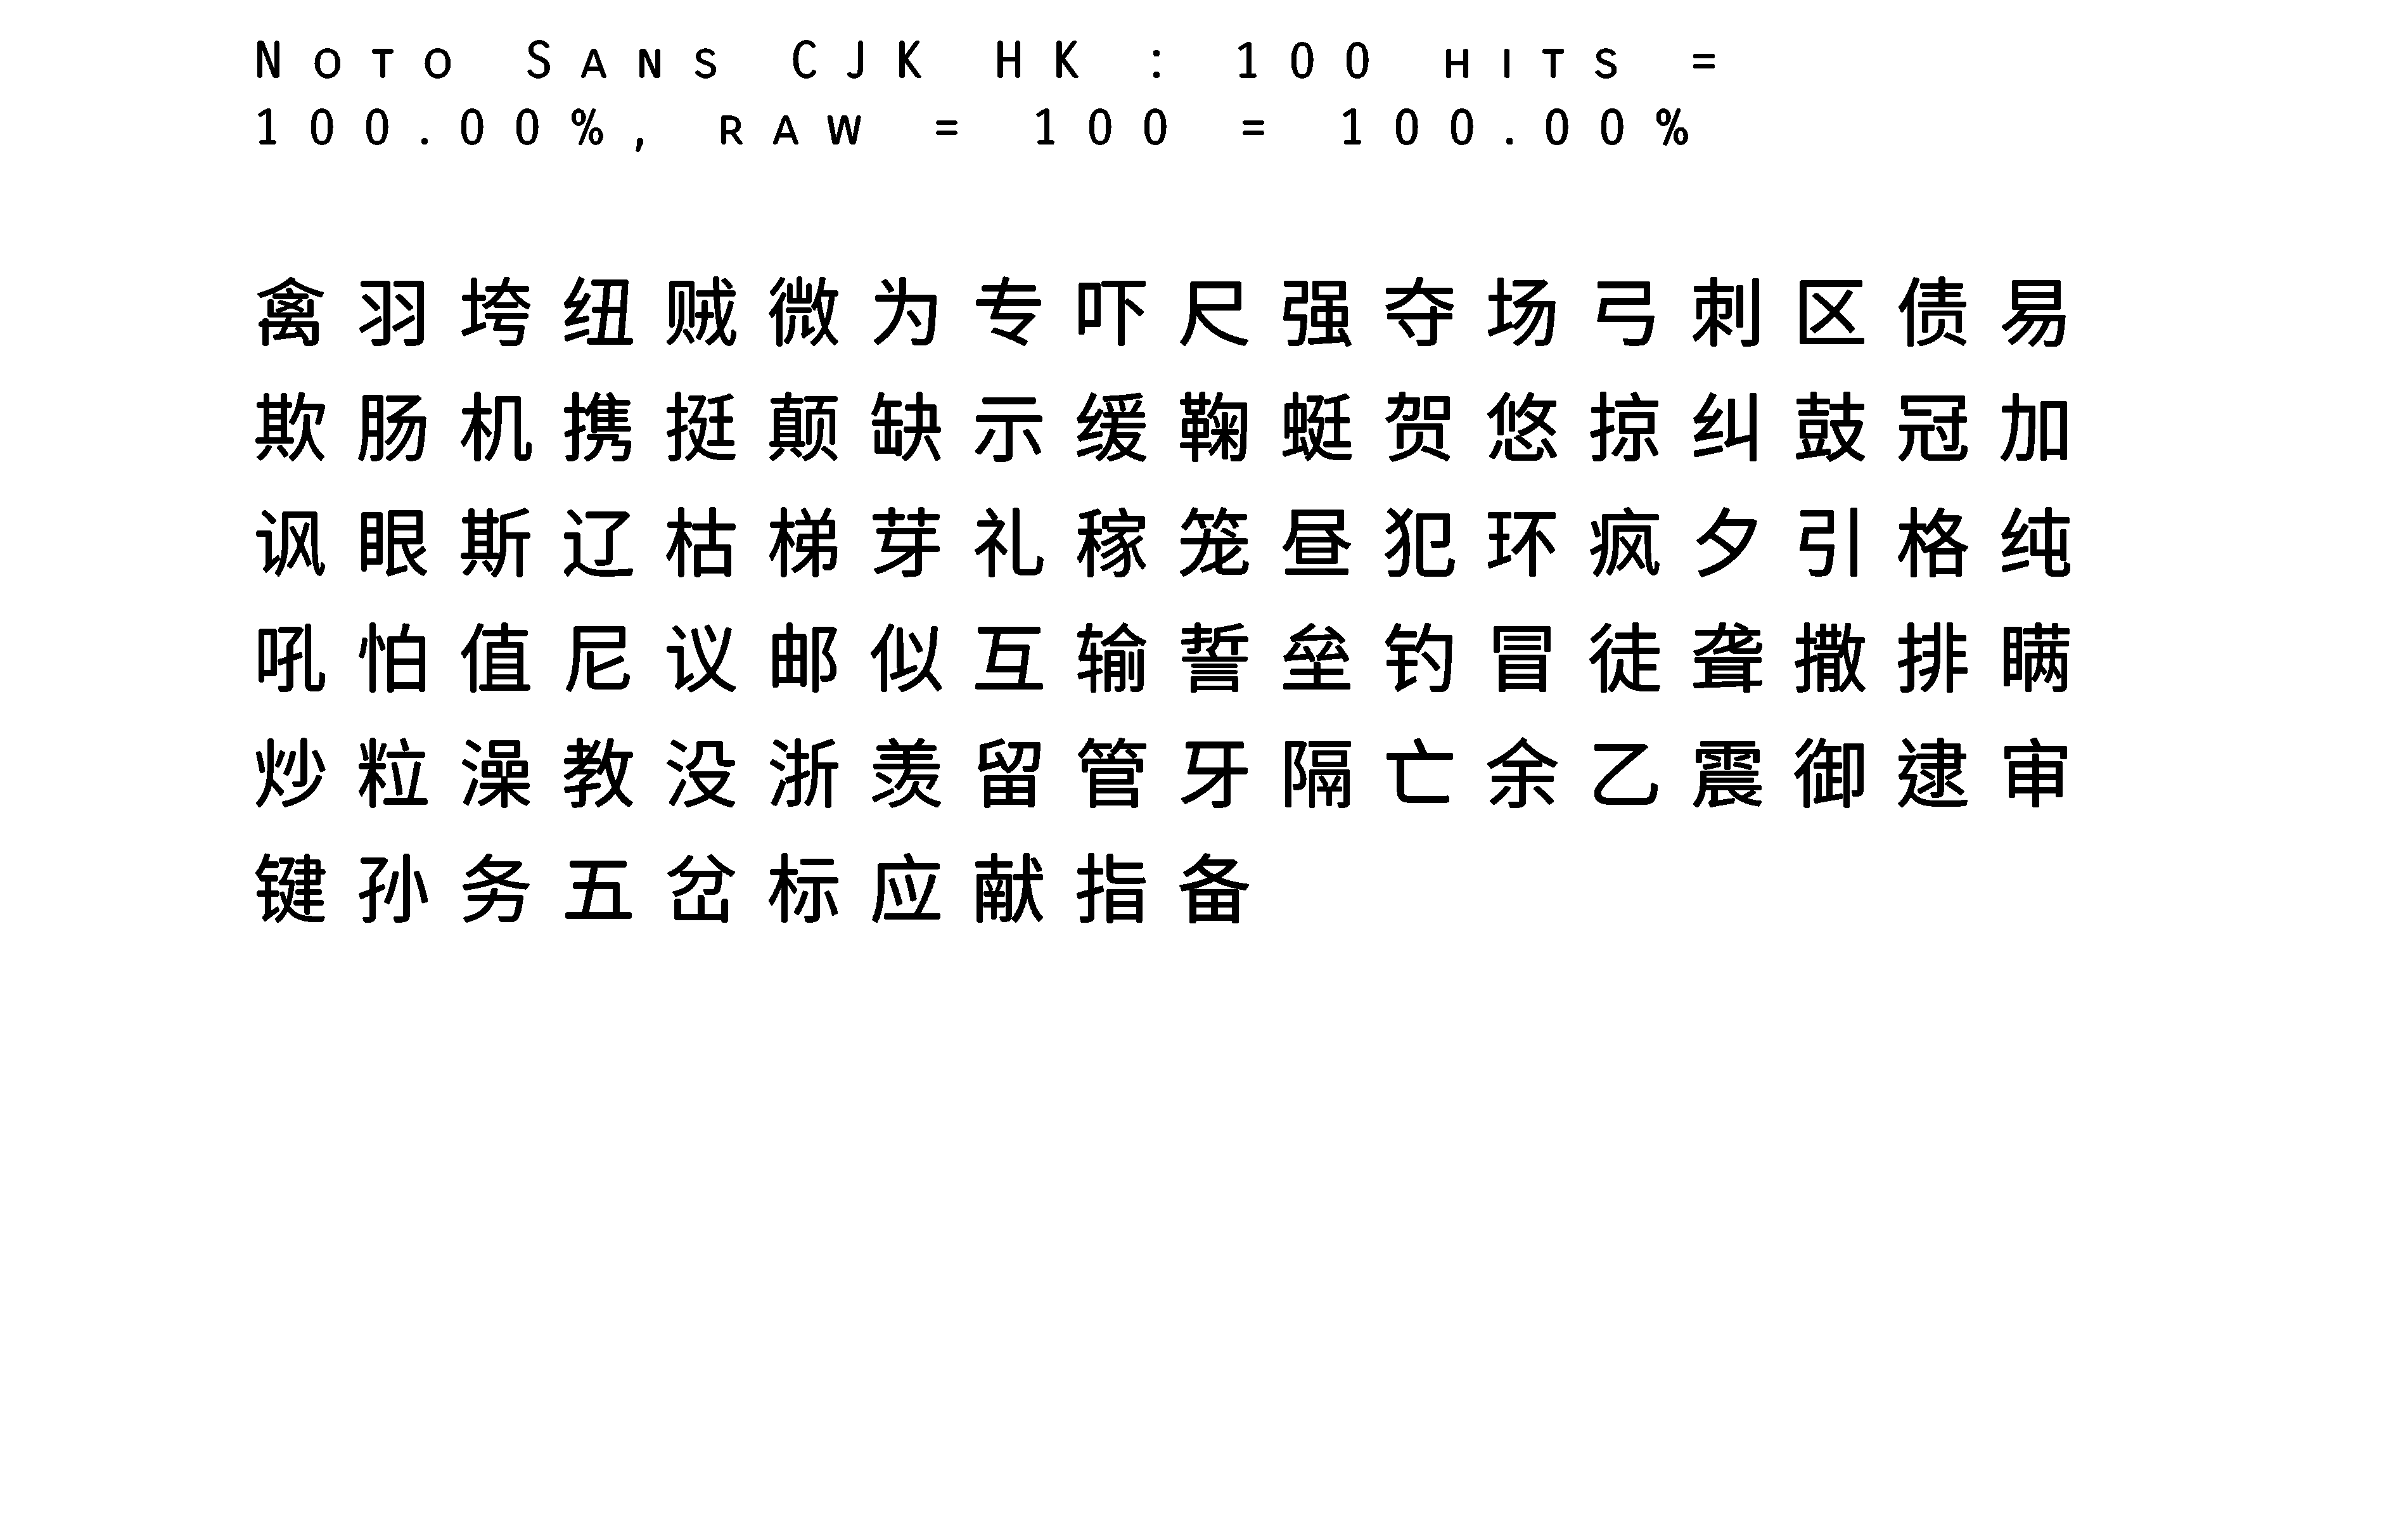 Noto Sans CJK HK : 100 hits =
100.00%, raw = 100 = 100.00%
禽羽垮纽贼微为专吓尺强夺场弓刺区债易
欺肠机携挺颠缺示缓鞠蜓贺悠掠纠鼓冠加
讽眼斯辽枯梯芽礼稼笼昼犯环疯夕引格纯
吼怕值尼议邮似互输誓垒钓冒徒聋撒排瞒
炒粒澡教没浙羡留管牙隔亡余乙震御逮审
键孙务五岔标应献指备